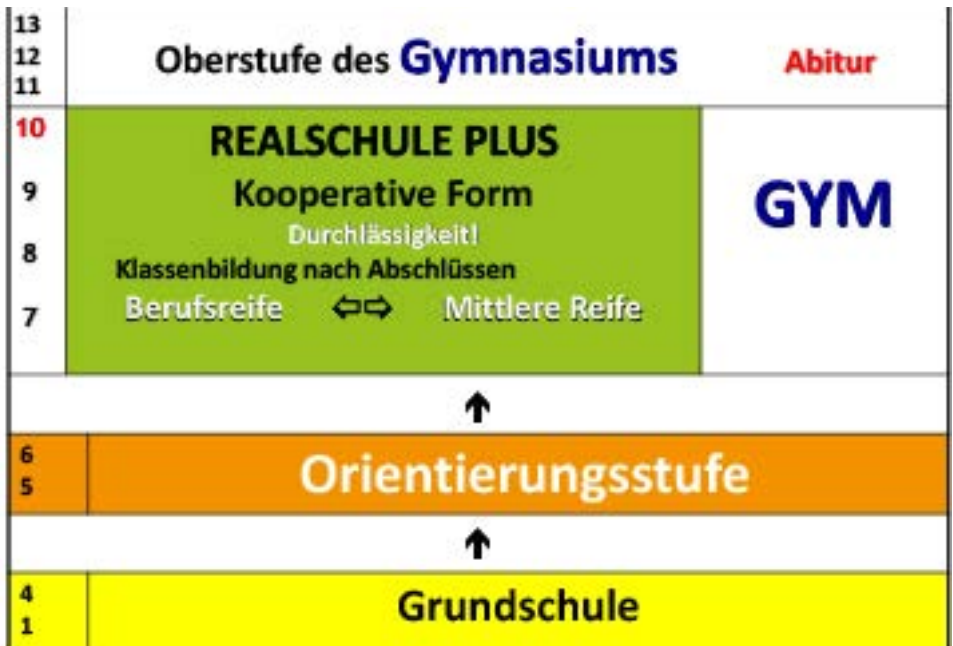 13
12 Oberstufe des Gymnasiums Abitur
11
10 REALSCHULE PLUS
9 Kooperative Form GYM
Durchlässigkeit!
8
Klassenbildung nach Abschlüssen
7 Berufsreife ⇦⇨ Mittlere Reife
↑
6
Orientierungsstufe
5
↑
4
Grundschule
1